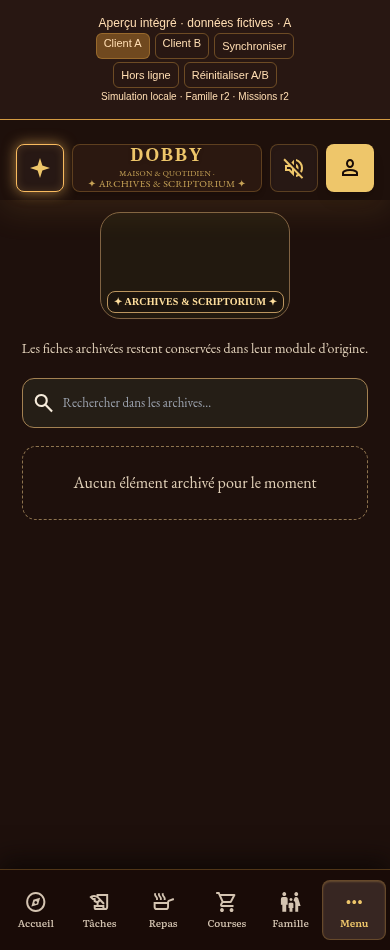 Aperçu intégré · données fictives · A
Client A
Client B
Synchroniser
Hors ligne
Réinitialiser A/B
Simulation locale · Famille r2 · Missions r2
DOBBY
MAISON & QUOTIDIEN ·
✦ ARCHIVES & SCRIPTORIUM ✦
✦ ARCHIVES & SCRIPTORIUM ✦
Les fiches archivées restent conservées dans leur module d’origine.
Rechercher dans les archives...
Aucun élément archivé pour le moment
Accueil
Tâches
Repas
Courses
Famille
Menu